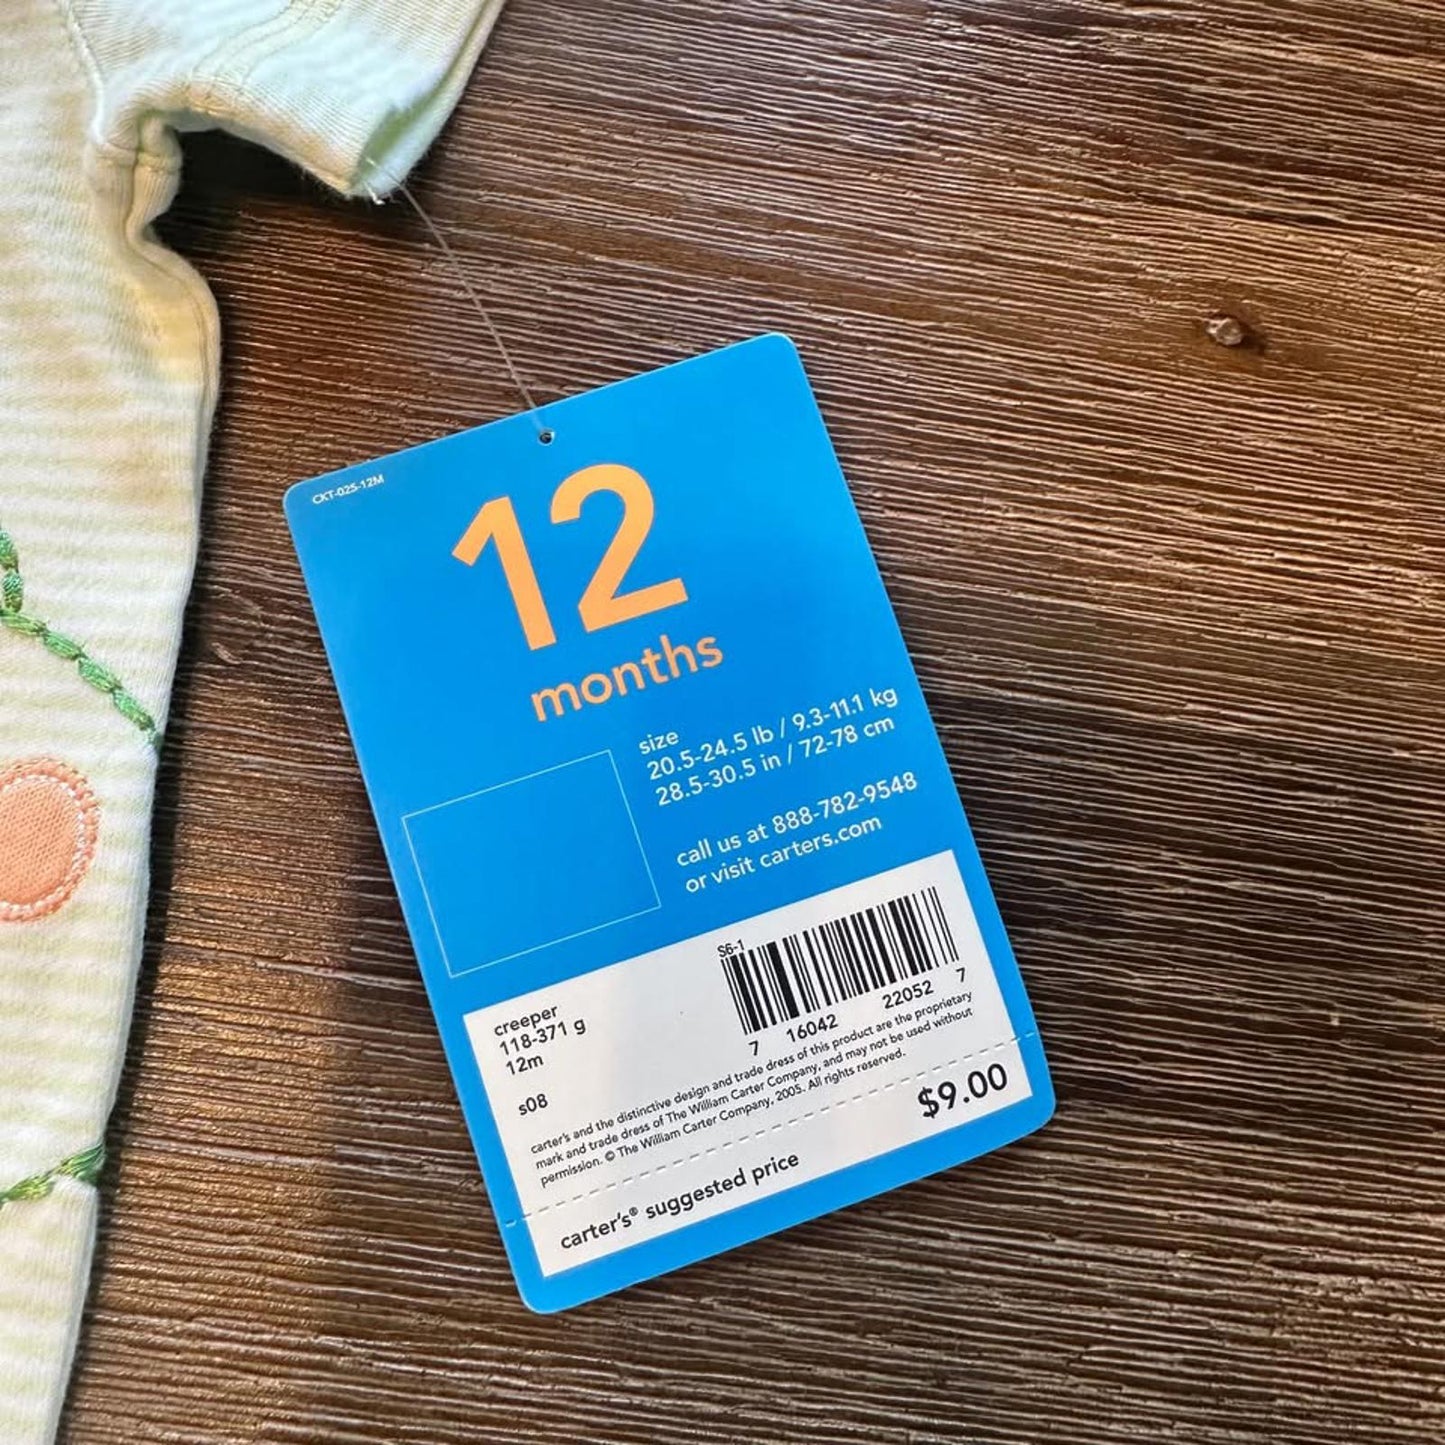 CKT-025-12M
12
months
size
20.5-24.5 lb / 9.3-11.1 kg
28.5-30.5 in / 72-78 cm
call us at 888-782-9548
or visit carters.com
S6-1
7 16042 22052 7
creeper
118-371 g
12m
s08
carter's and the distinctive design and trade dress of this product are the proprietary
mark and trade dress of The William Carter Company, and may not be used without
permission. © The William Carter Company, 2005. All rights reserved.
$9.00
carter's® suggested price